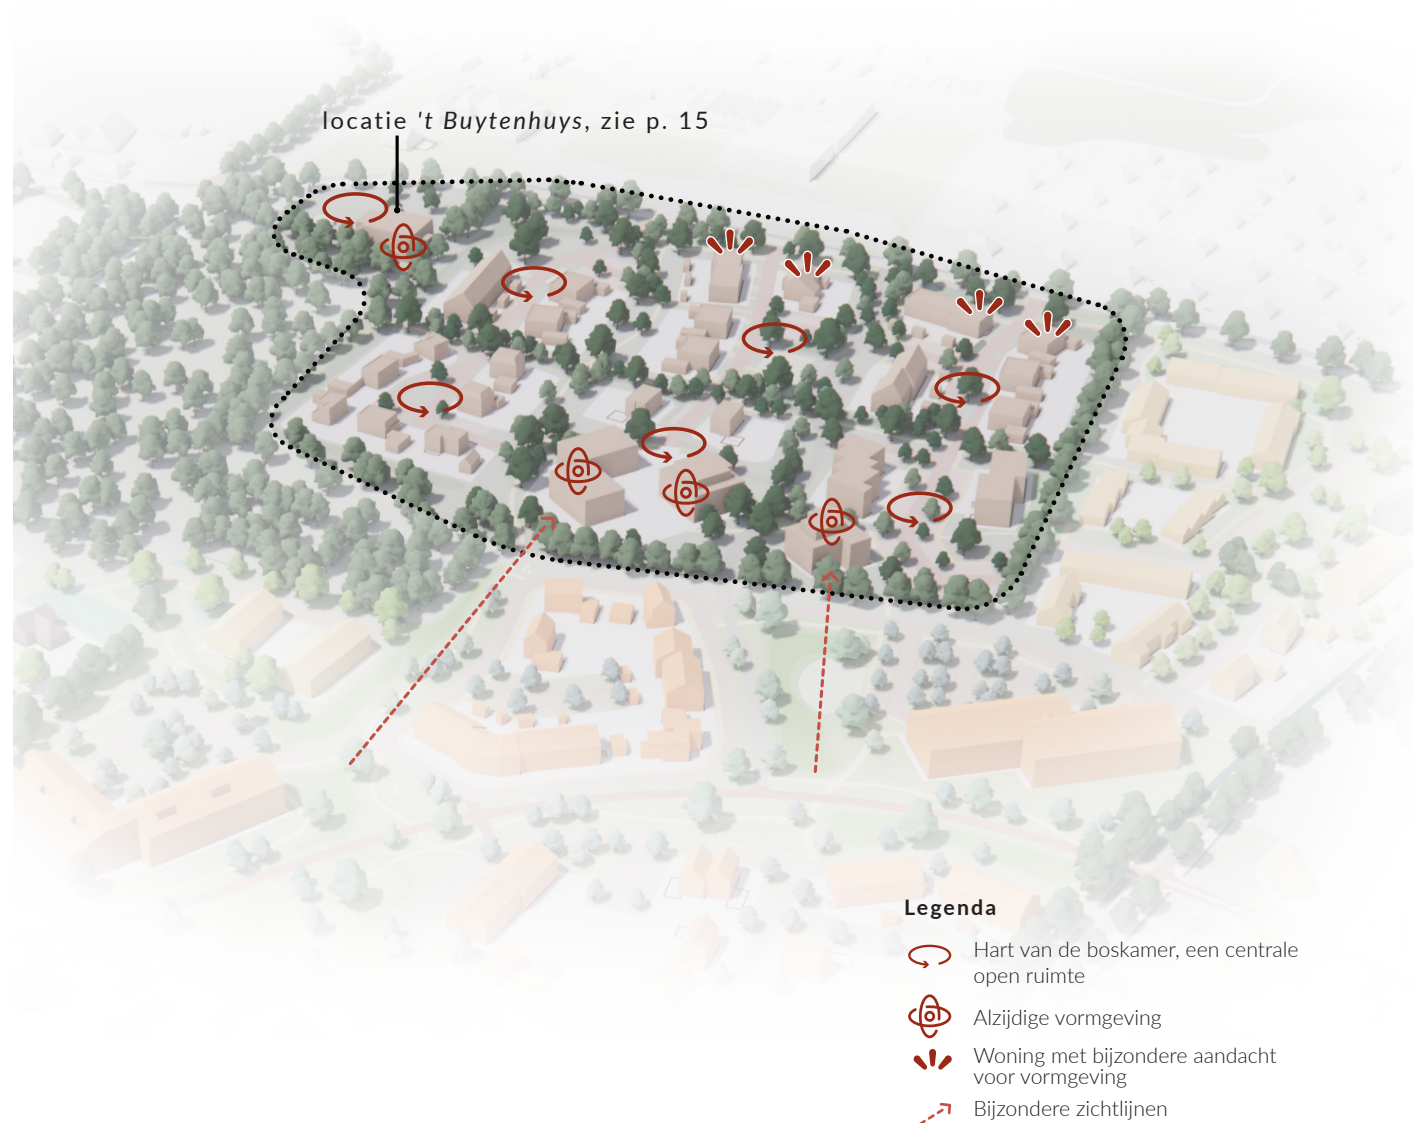 locatie 't Buytenhuys, zie p. 15
Legenda
Hart van de boskamer, een centrale
open ruimte
Alzijdige vormgeving
Woning met bijzondere aandacht
voor vormgeving
Bijzondere zichtlijnen